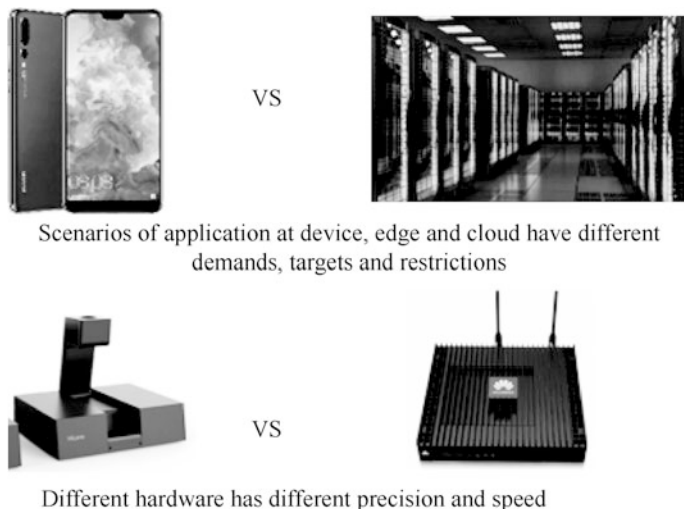 VS
Scenarios of application at device, edge and cloud have different
demands, targets and restrictions
VS
Different hardware has different precision and speed